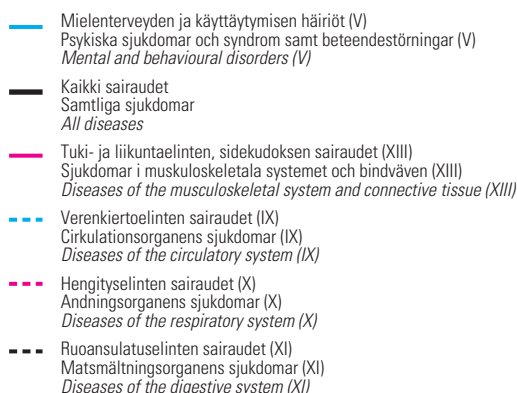 Mielenterveyden ja käyttäytymisen häiriöt (V)
Psykiska sjukdomar och syndrom samt beteendestörningar (V)
Mental and behavioural disorders (V)
Kaikki sairaudet
Samtliga sjukdomar
All diseases
Tuki- ja liikuntaelinten, sidekudoksen sairaudet (XIII)
Sjukdomar i muskuloskeletala systemet och bindväven (XIII)
Diseases of the musculoskeletal system and connective tissue (XIII)
Verenkiertoelinten sairaudet (IX)
Cirkulationsorganens sjukdomar (IX)
Diseases of the circulatory system (IX)
Hengityselinten sairaudet (X)
Andningsorganens sjukdomar (X)
Diseases of the respiratory system (X)
Ruoansulatuselinten sairaudet (XI)
Matsmältningsorganens sjukdomar (XI)
Diseases of the digestive system (XI)